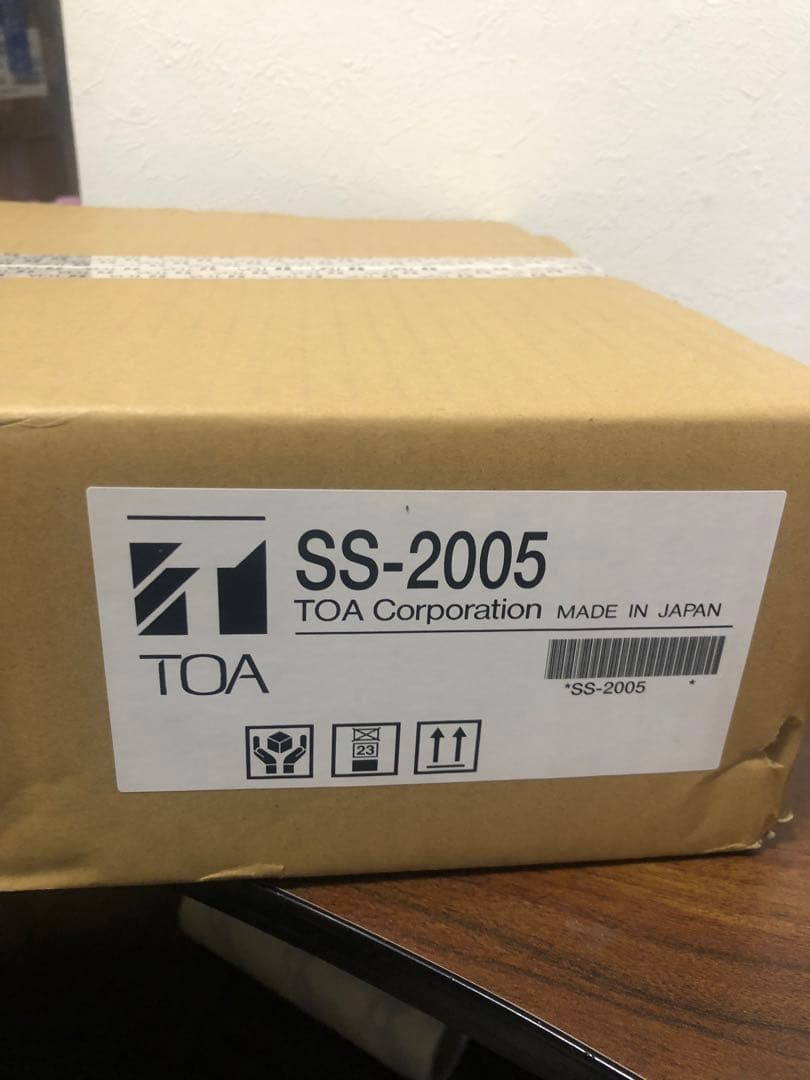 SS-2005
TOA Corporation MADE IN JAPAN
TOA
*SS-2005 *
23